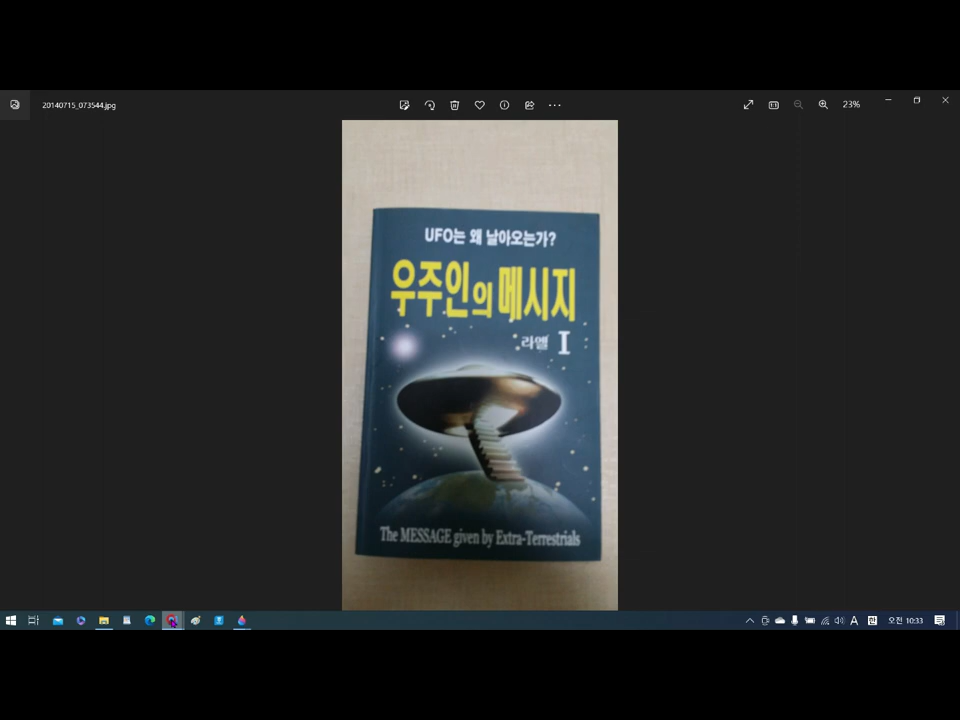 20140715_073544.jpg
23%
UFO는 왜 날아오는가?
우주인의 메시지
라엘 I
The MESSAGE given by Extra-Terrestrials
A
오전 10:33